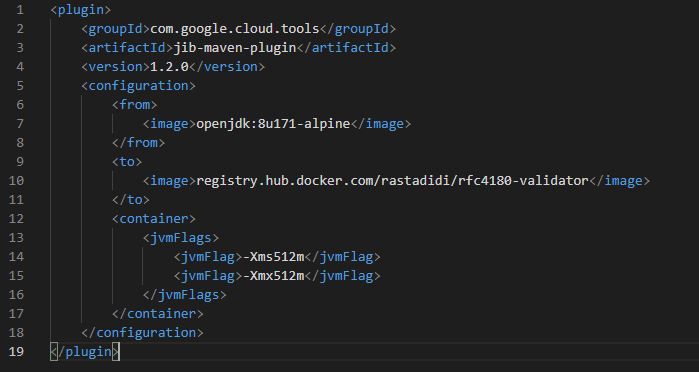 1 <plugin>
2     <groupId>com.google.cloud.tools</groupId>
3     <artifactId>jib-maven-plugin</artifactId>
4     <version>1.2.0</version>
5     <configuration>
6         <from>
7             <image>openjdk:8u171-alpine</image>
8         </from>
9         <to>
10             <image>registry.hub.docker.com/rastadidi/rfc4180-validator</image>
11         </to>
12         <container>
13             <jvmFlags>
14                 <jvmFlag>-Xms512m</jvmFlag>
15                 <jvmFlag>-Xmx512m</jvmFlag>
16             </jvmFlags>
17         </container>
18     </configuration>
19 </plugin>